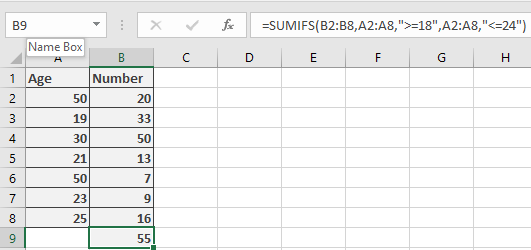 B9 fx =SUMIFS(B2:B8,A2:A8,">=18",A2:A8,"<=24")
Name Box
A B C D E F G H
1 Age Number
2 50 20
3 19 33
4 30 50
5 21 13
6 50 7
7 23 9
8 25 16
9 55